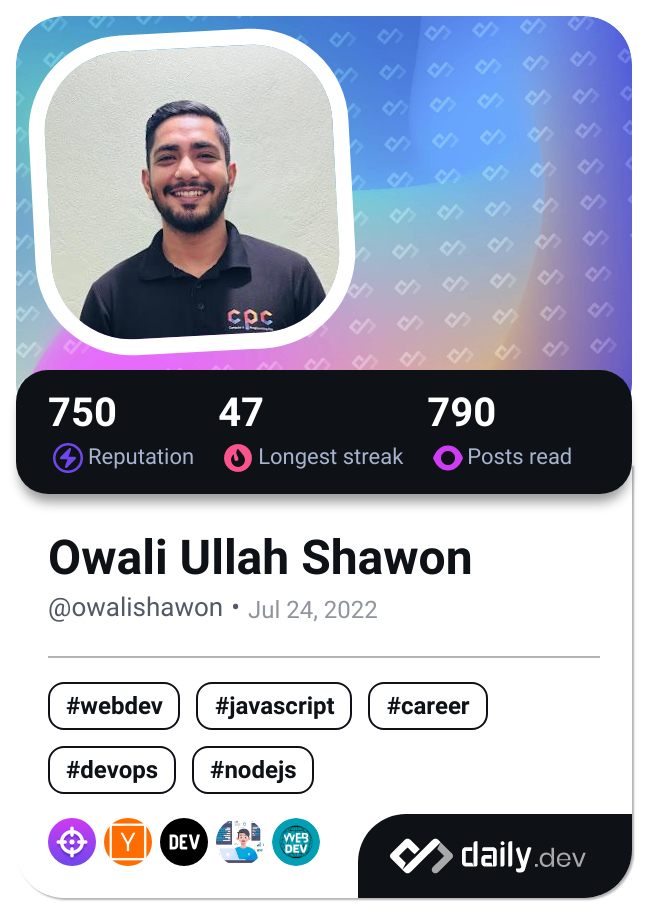 cpc
750
47
790
Reputation
Longest streak
Posts read
Owali Ullah Shawon
@owalishawon • Jul 24, 2022
#webdev
#javascript
#career
#devops
#nodejs
Y
DEV
WEB
DEV
daily.dev